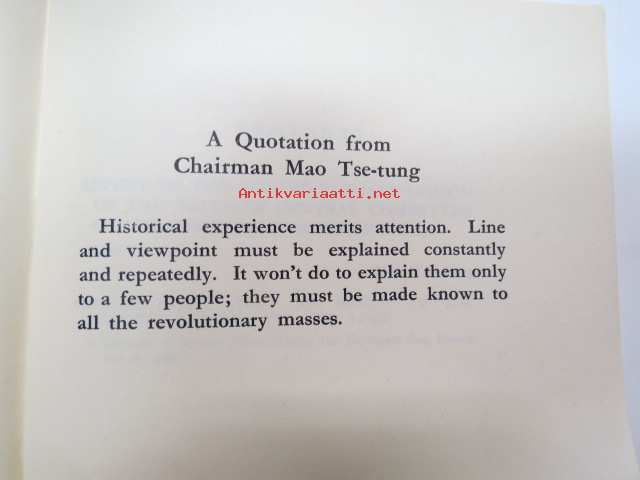 A Quotation from
Chairman Mao Tse-tung
Antikvariaatti.net
Historical experience merits attention. Line
and viewpoint must be explained constantly
and repeatedly. It won't do to explain them only
to a few people; they must be made known to
all the revolutionary masses.